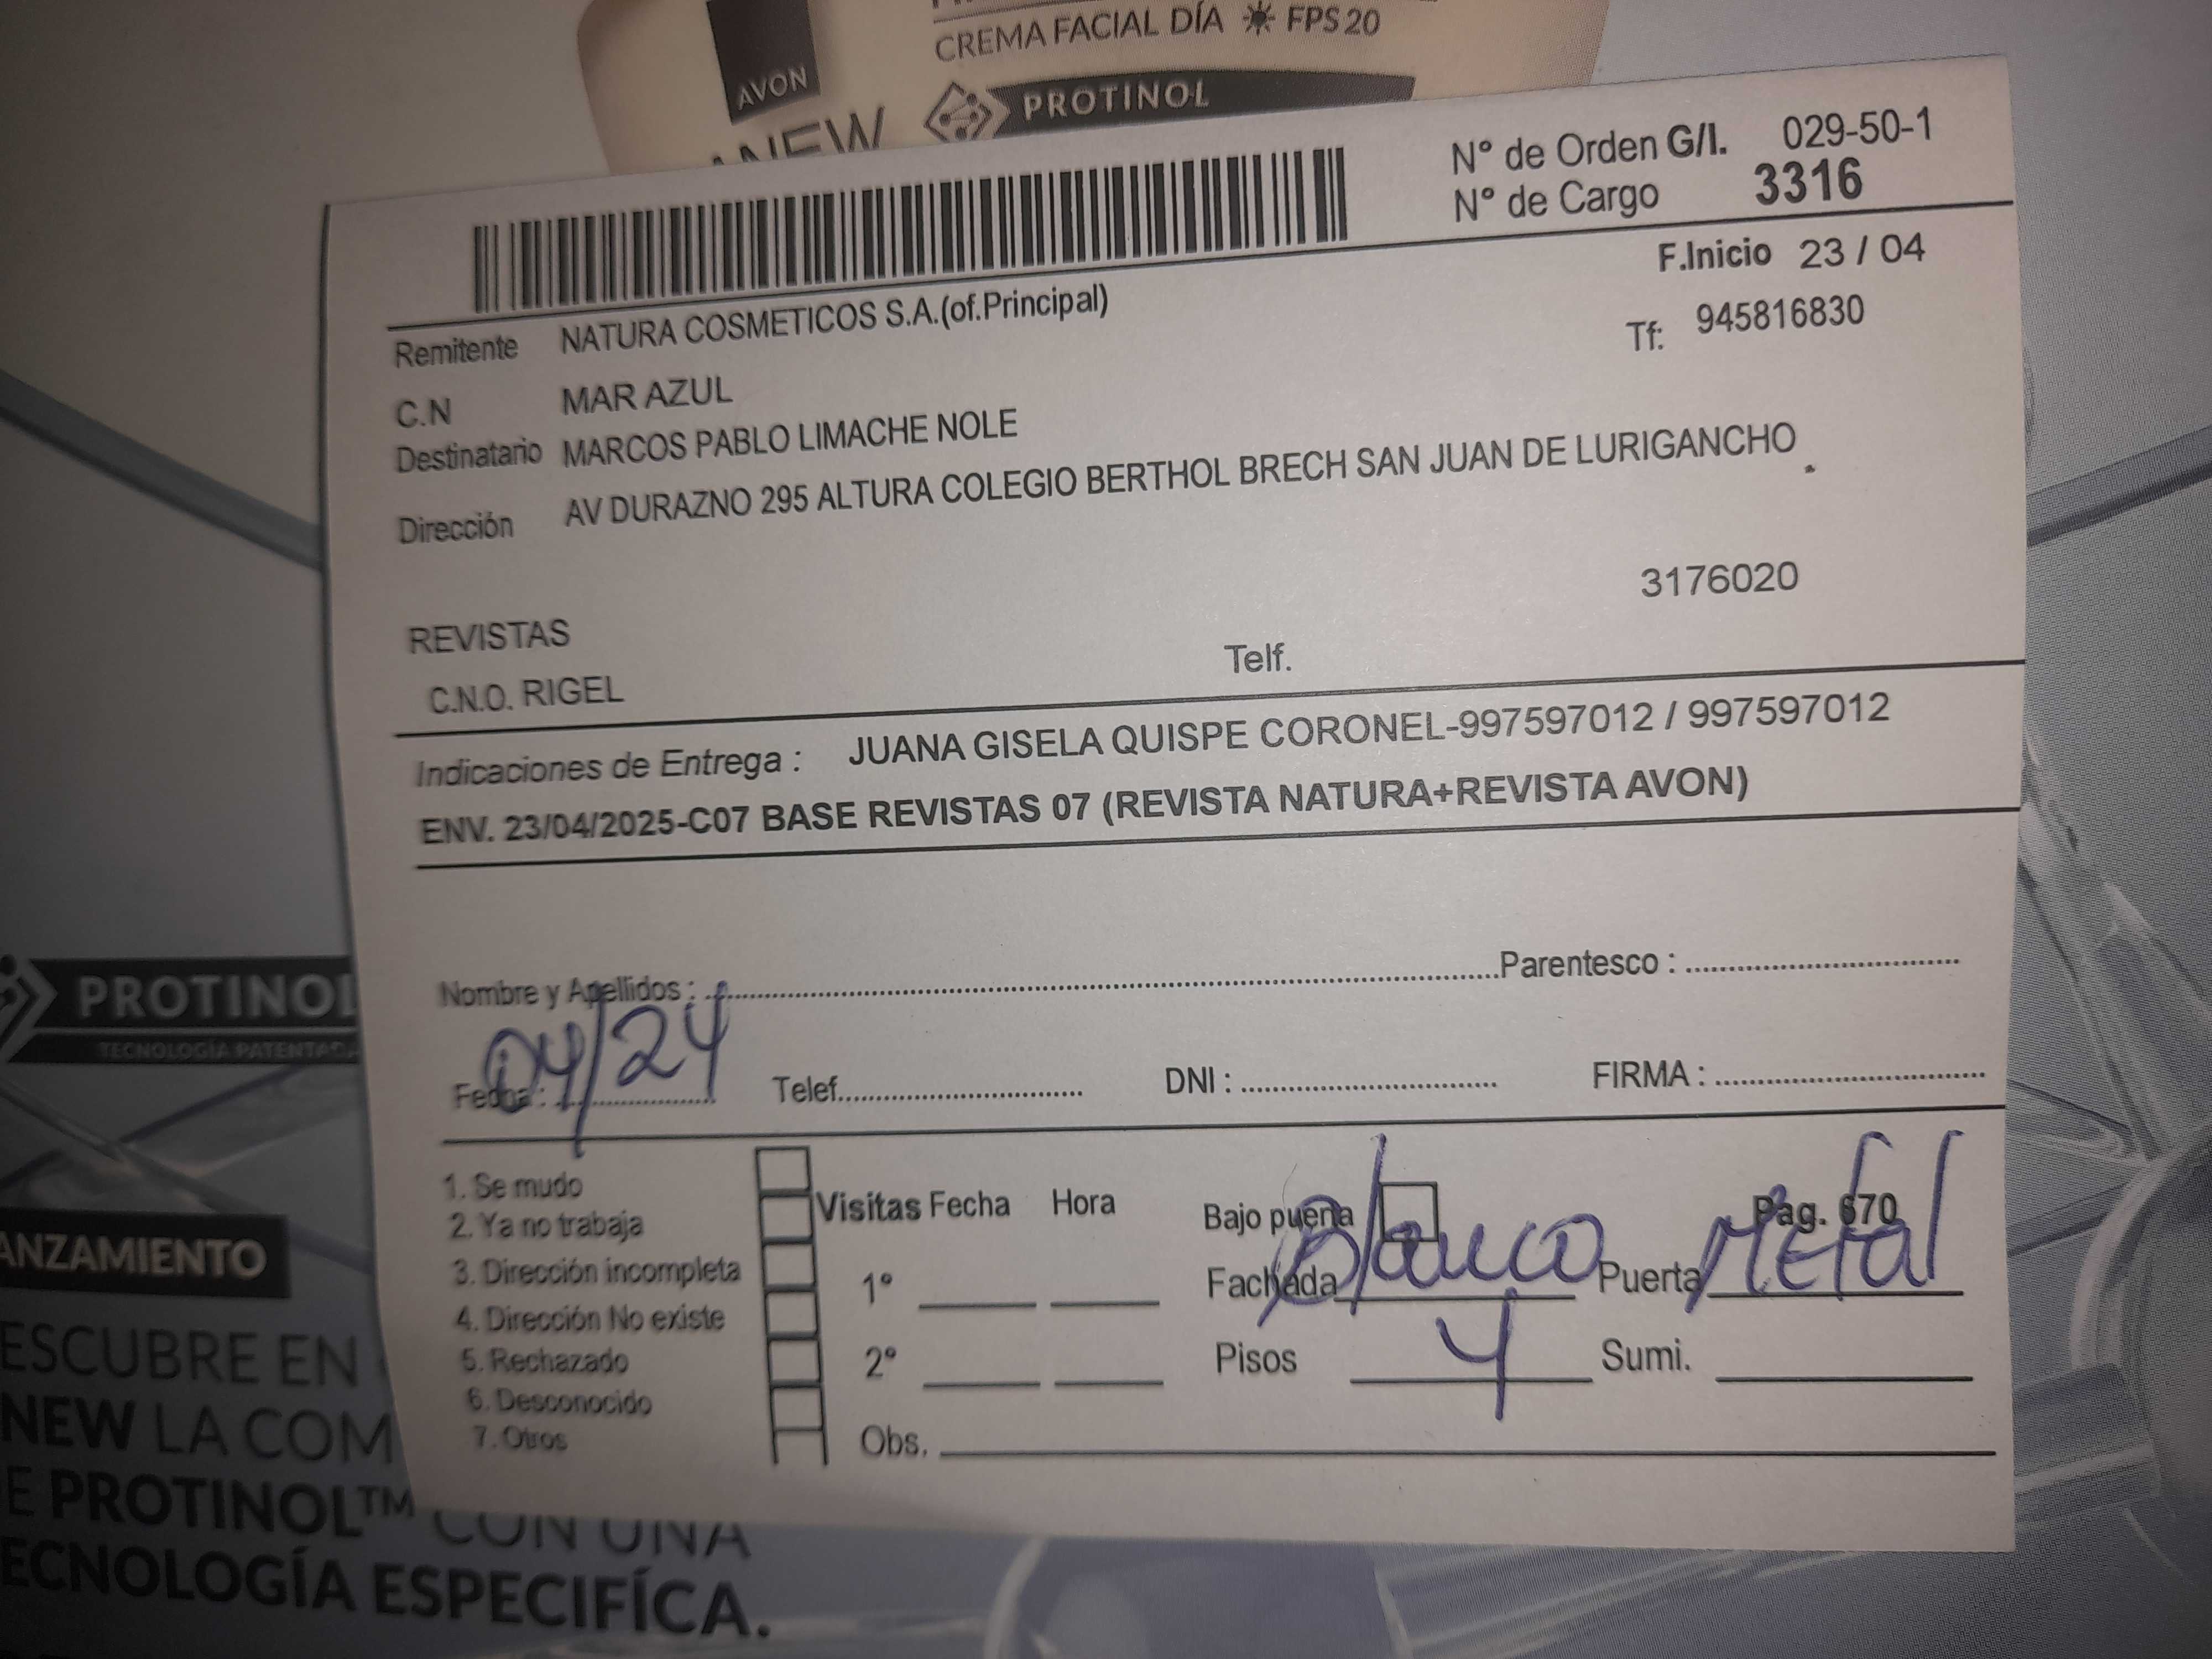 CREMA FACIAL DÍA FPS 20
AVON
PROTINOL
ANEW
N° de Orden G/I. 029-50-1
N° de Cargo 3316
F.Inicio 23 / 04
Remitente NATURA COSMETICOS S.A.(of.Principal)
Tf: 945816830
C.N MAR AZUL
Destinatario MARCOS PABLO LIMACHE NOLE
Dirección AV DURAZNO 295 ALTURA COLEGIO BERTHOL BRECH SAN JUAN DE LURIGANCHO
3176020
REVISTAS
C.N.O. RIGEL Telf.
Indicaciones de Entrega : JUANA GISELA QUISPE CORONEL-997597012 / 997597012
ENV. 23/04/2025-C07 BASE REVISTAS 07 (REVISTA NATURA+REVISTA AVON)
Nombre y Apellidos : Parentesco :
Fecha : 04/24 Telef. DNI : FIRMA :
1. Se mudo
2. Ya no trabaja
3. Dirección incompleta
4. Dirección No existe
5. Rechazado
6. Desconocido
7. Otros
Visitas Fecha Hora
1°
2°
Obs.
Bajo puerta Pag. 670
Fachada Blanco Puerta Metal
Pisos 4 Sumi.
PROTINOL
TECNOLOGÍA PATENTADA
ANZAMIENTO
ESCUBRE EN
NEW LA COM
E PROTINOL™ CON UNA
ECNOLOGÍA ESPECIFÍCA.